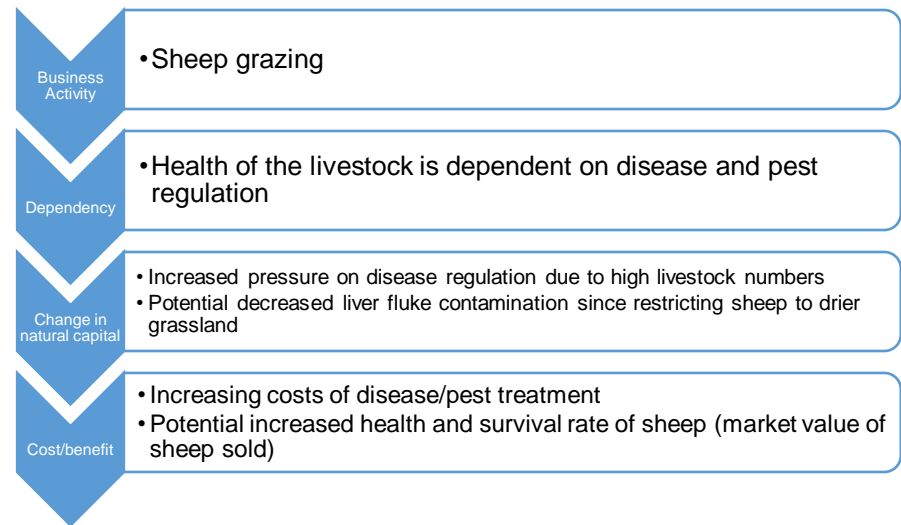 Business
Activity
•Sheep grazing
Dependency
•Health of the livestock is dependent on disease and pest
regulation
Change in
natural capital
• Increased pressure on disease regulation due to high livestock numbers
• Potential decreased liver fluke contamination since restricting sheep to drier
grassland
Cost/benefit
•Increasing costs of disease/pest treatment
•Potential increased health and survival rate of sheep (market value of
sheep sold)